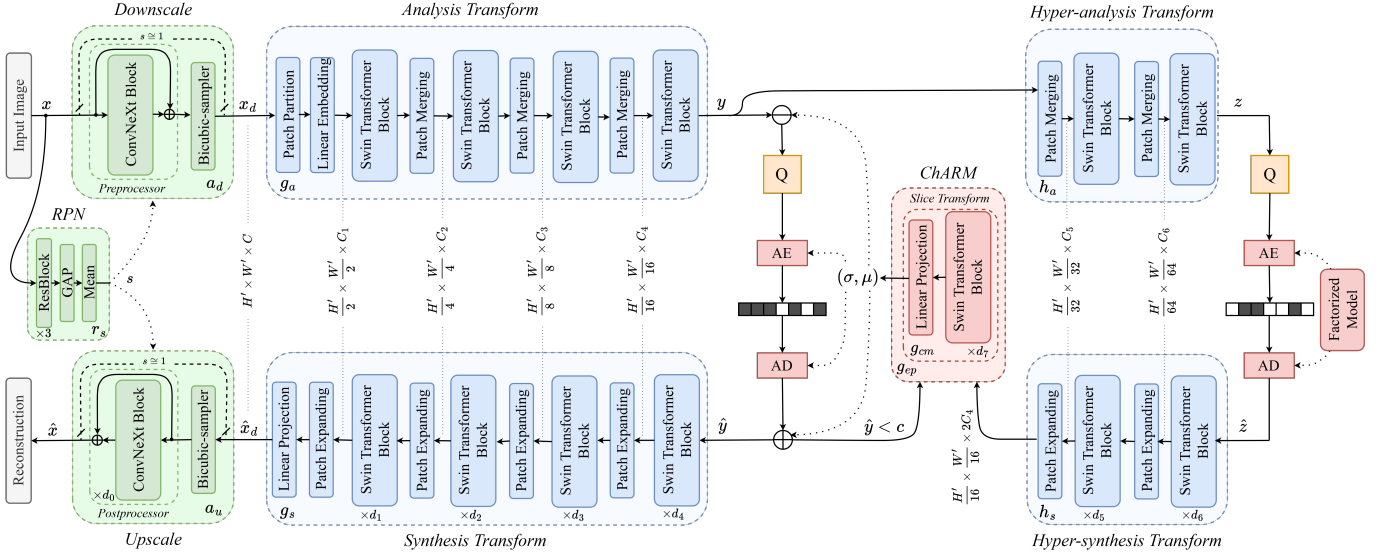 Downscale
Analysis Transform
Hyper-analysis Transform
Input Image
x
s ≅ 1
ConvNeXt Block
Bicubic-sampler
Preprocessor
a_d
x_d
Patch Partition
Linear Embedding
Swin Transformer Block
Patch Merging
Swin Transformer Block
Patch Merging
Swin Transformer Block
Patch Merging
Swin Transformer Block
g_a
y
Patch Merging
Swin Transformer Block
Patch Merging
Swin Transformer Block
h_a
z
Q
Q
RPN
ResBlock
×3
GAP
Mean
r_s
s
H′ × W′ × C
H′/2 × W′/2 × C_1
H′/4 × W′/4 × C_2
H′/8 × W′/8 × C_3
H′/16 × W′/16 × C_4
AE
AD
(σ, μ)
ChARM
Slice Transform
Linear Projection
Swin Transformer Block
g_cm
×d_7
g_ep
H′/32 × W′/32 × C_5
H′/64 × W′/64 × C_6
AE
AD
Factorized Model
Reconstruction
x̂
s ≅ 1
ConvNeXt Block
×d_0
Bicubic-sampler
Postprocessor
a_u
x̂_d
Linear Projection
Patch Expanding
Swin Transformer Block
×d_1
Patch Expanding
Swin Transformer Block
×d_2
Patch Expanding
Swin Transformer Block
×d_3
Patch Expanding
Swin Transformer Block
×d_4
g_s
ŷ
ŷ < c
H′/16 × W′/16 × 2C_4
Patch Expanding
Swin Transformer Block
×d_5
Patch Expanding
Swin Transformer Block
×d_6
h_s
ẑ
Upscale
Synthesis Transform
Hyper-synthesis Transform